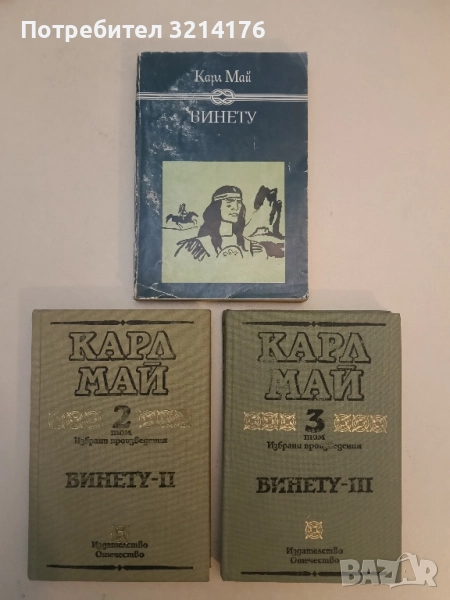 Потребител 3214176
Карл Май
ВИНЕТУ
КАРЛ
МАЙ
2
том
Избрани произведения
ВИНЕТУ-II
Издателство
Отечество
КАРЛ
МАЙ
3
том
Избрани произведения
ВИНЕТУ-III
Издателство
Отечество
BAZAR